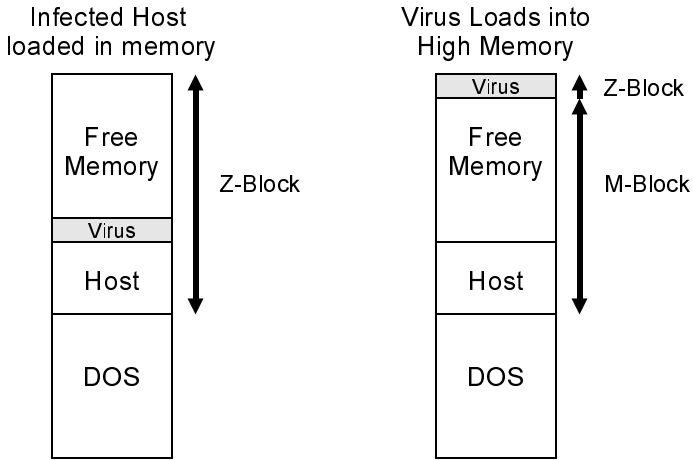 Infected Host
loaded in memory
Free
Memory
Virus
Host
DOS
Z-Block
Virus Loads into
High Memory
Virus
Free
Memory
Host
DOS
Z-Block
M-Block